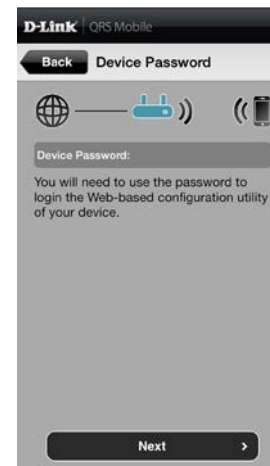 D-Link QRS Mobile
Back Device Password
Device Password:
You will need to use the password to
login the Web-based configuration utility
of your device.
Next